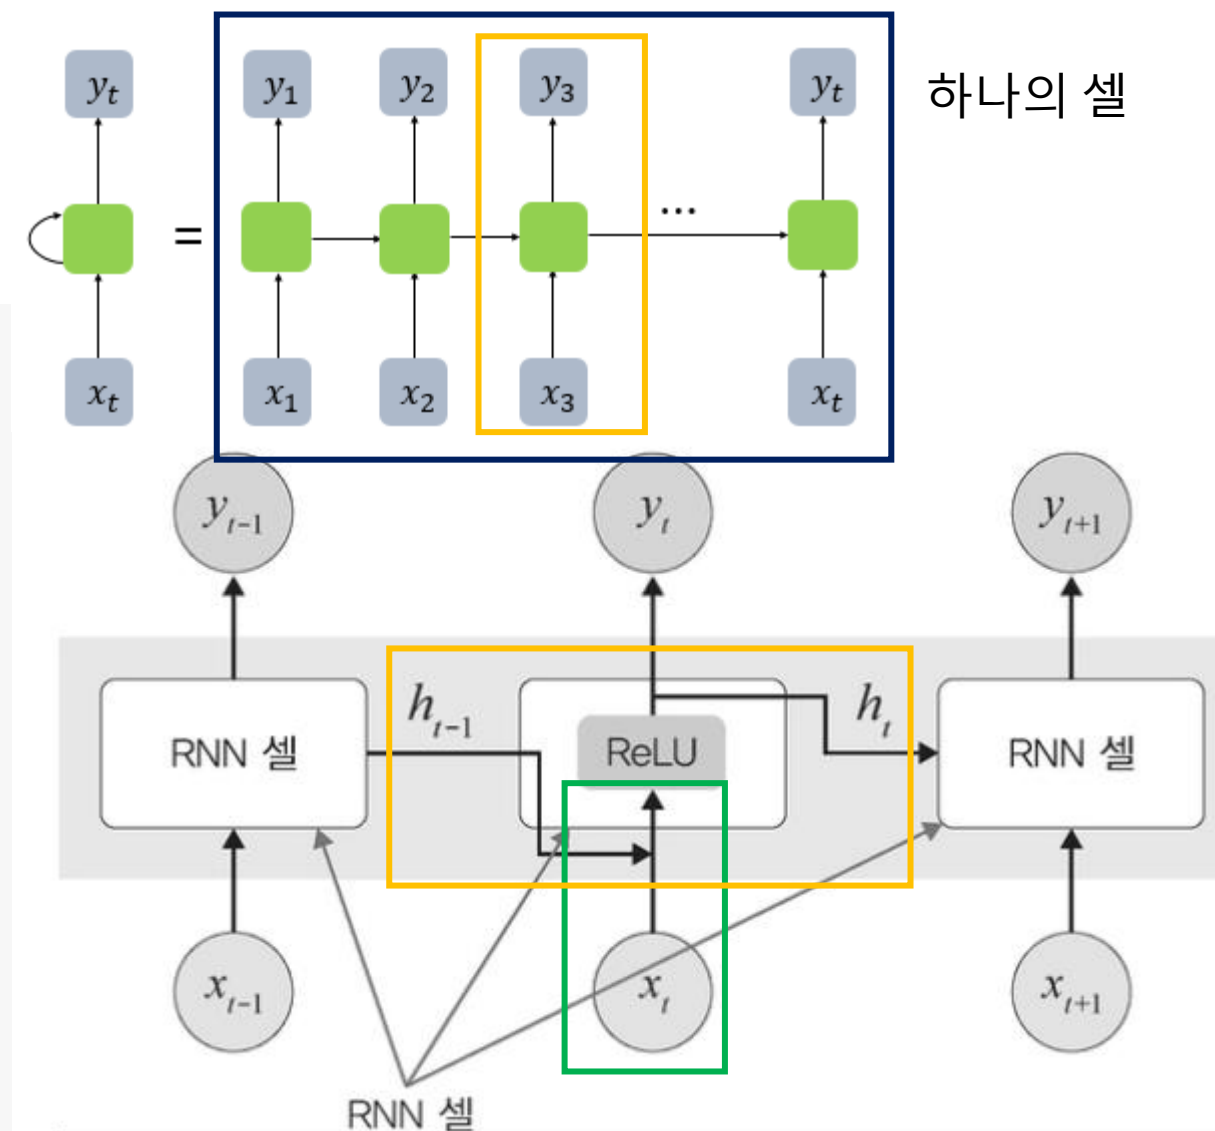 yₜ
y₁
y₂
y₃
yₜ
하나의 셀
=
...
xₜ
x₁
x₂
x₃
xₜ
yₜ₋₁
yₜ
yₜ₊₁
RNN 셀
hₜ₋₁
ReLU
hₜ
RNN 셀
xₜ₋₁
xₜ
xₜ₊₁
RNN 셀